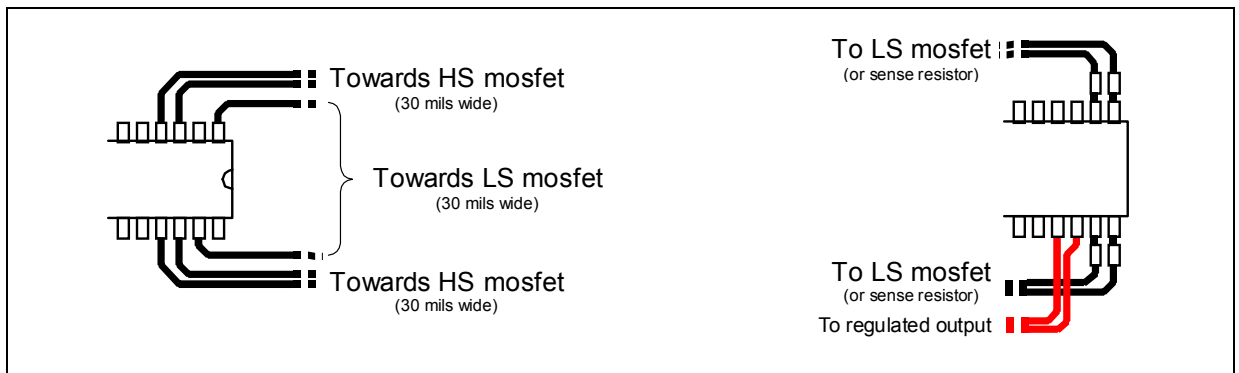 Towards HS mosfet
(30 mils wide)
Towards LS mosfet
(30 mils wide)
Towards HS mosfet
(30 mils wide)
To LS mosfet
(or sense resistor)
To LS mosfet
(or sense resistor)
To regulated output